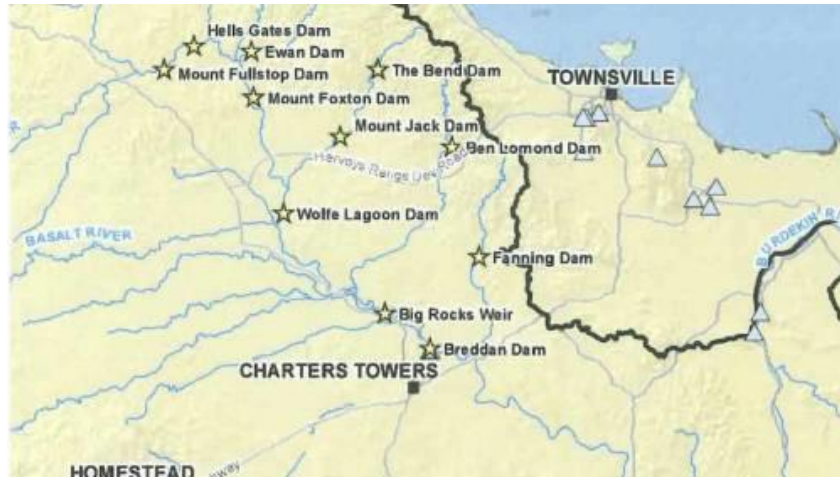 Hells Gates Dam
Ewan Dam
Mount Fullstop Dam
The Bend Dam
TOWNSVILLE
Mount Foxton Dam
Mount Jack Dam
Ben Lomond Dam
Herveys Range Dev Road
Wolfe Lagoon Dam
BASALT RIVER
Fanning Dam
BURDEKIN
Big Rocks Weir
Breddan Dam
CHARTERS TOWERS
HOMESTEAD